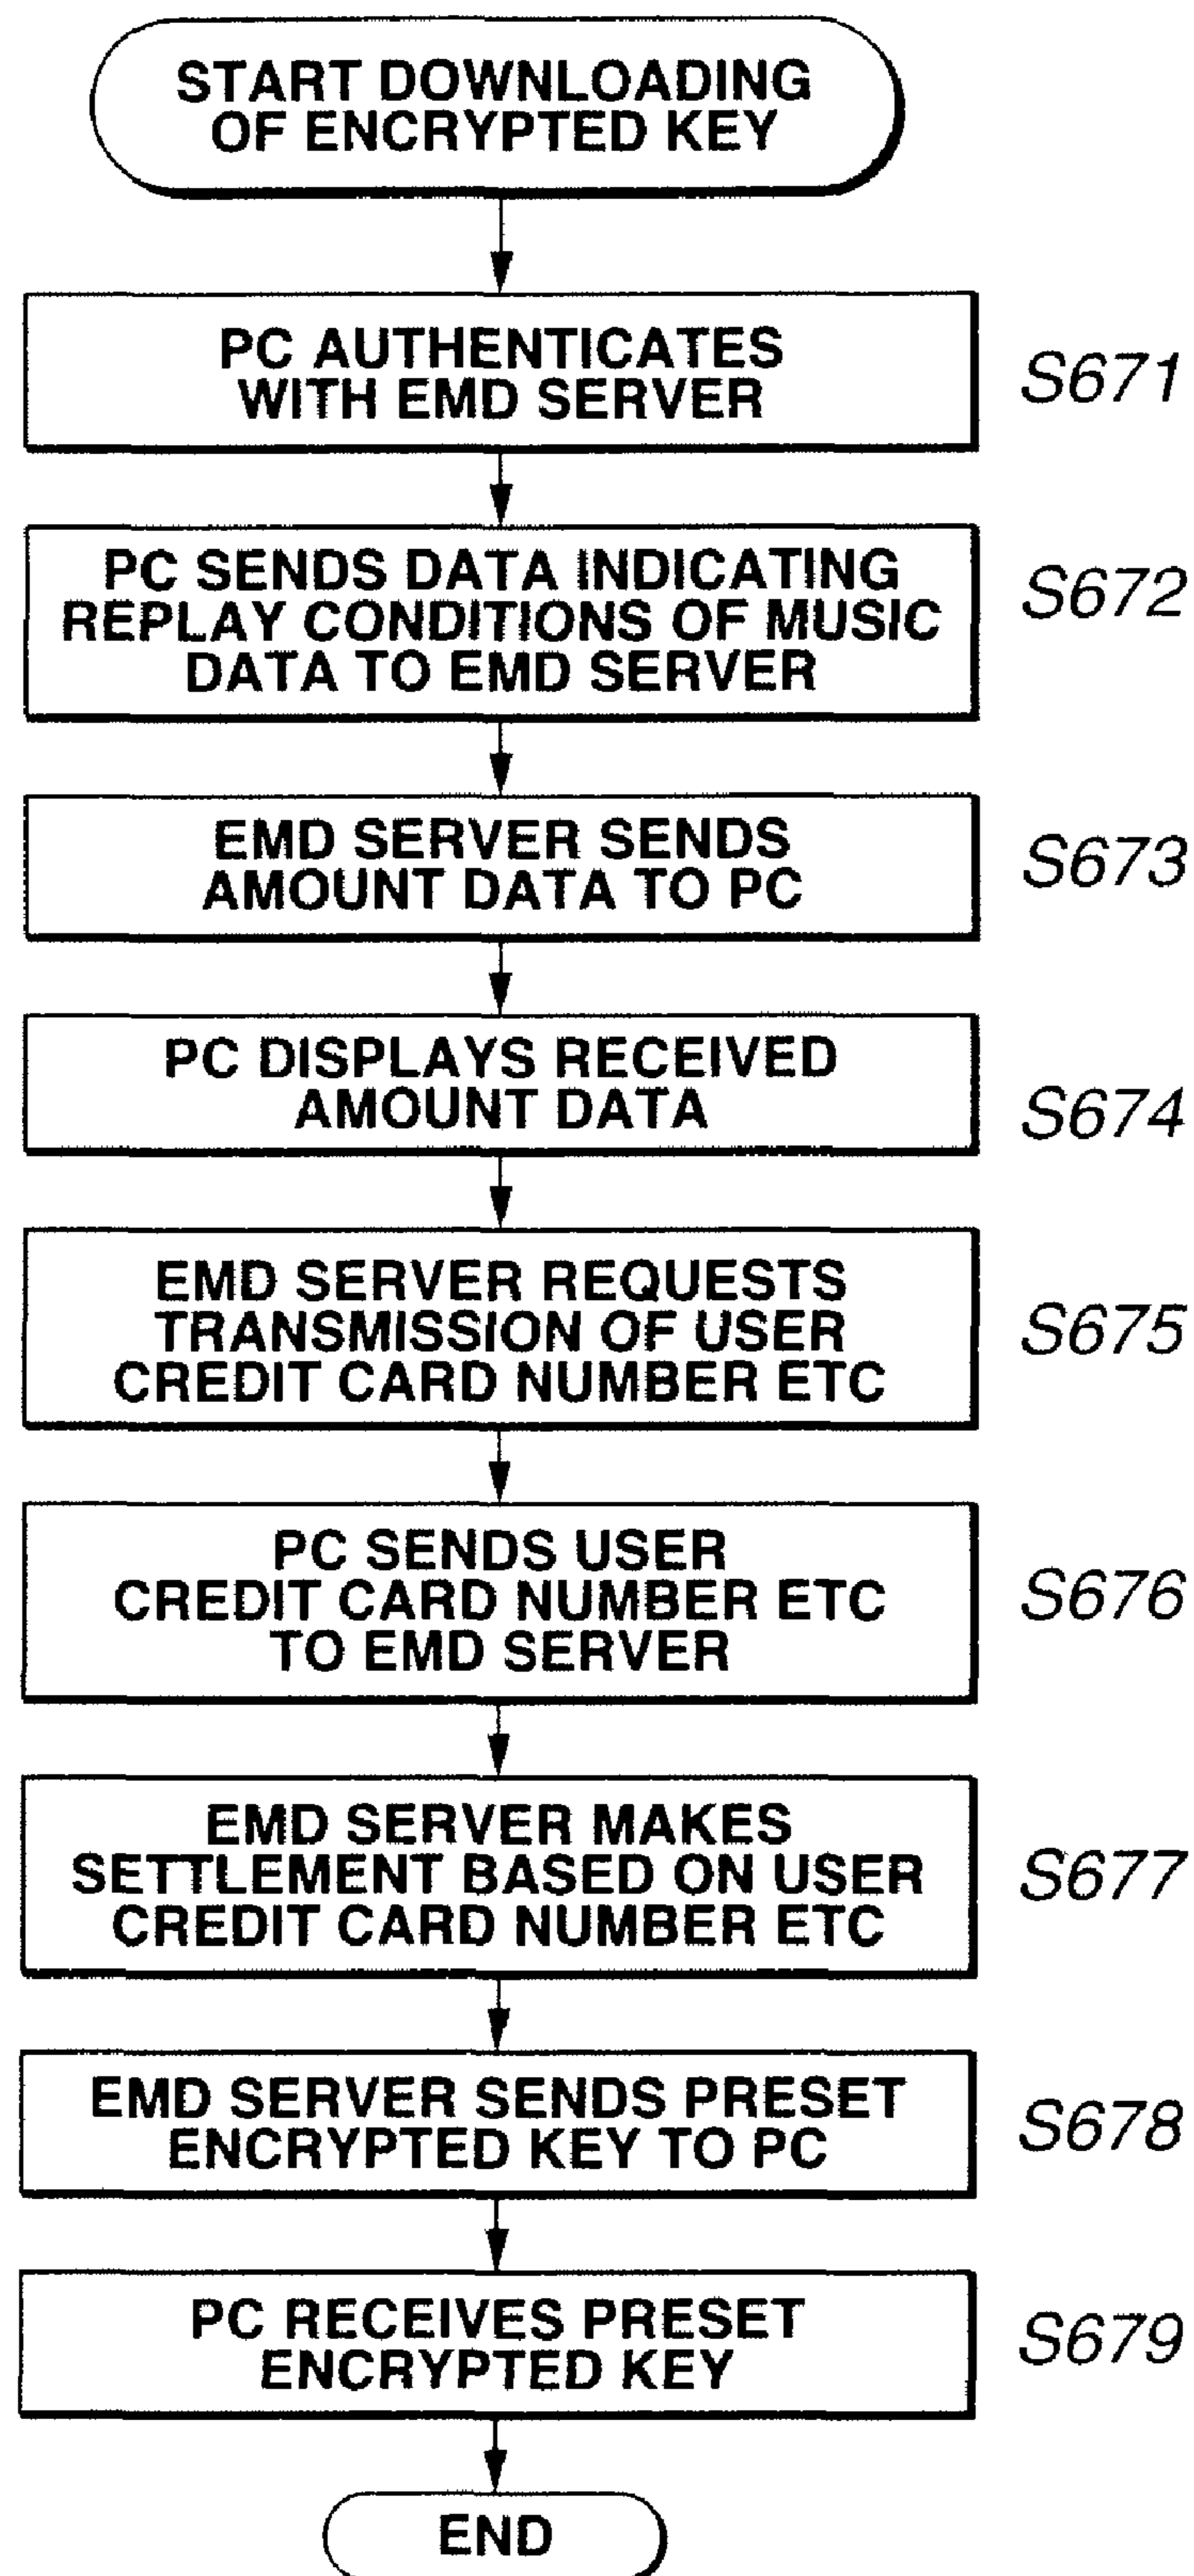 START DOWNLOADING
OF ENCRYPTED KEY
PC AUTHENTICATES
WITH EMD SERVER
S671
PC SENDS DATA INDICATING
REPLAY CONDITIONS OF MUSIC
DATA TO EMD SERVER
S672
EMD SERVER SENDS
AMOUNT DATA TO PC
S673
PC DISPLAYS RECEIVED
AMOUNT DATA
S674
EMD SERVER REQUESTS
TRANSMISSION OF USER
CREDIT CARD NUMBER ETC
S675
PC SENDS USER
CREDIT CARD NUMBER ETC
TO EMD SERVER
S676
EMD SERVER MAKES
SETTLEMENT BASED ON USER
CREDIT CARD NUMBER ETC
S677
EMD SERVER SENDS PRESET
ENCRYPTED KEY TO PC
S678
PC RECEIVES PRESET
ENCRYPTED KEY
S679
END